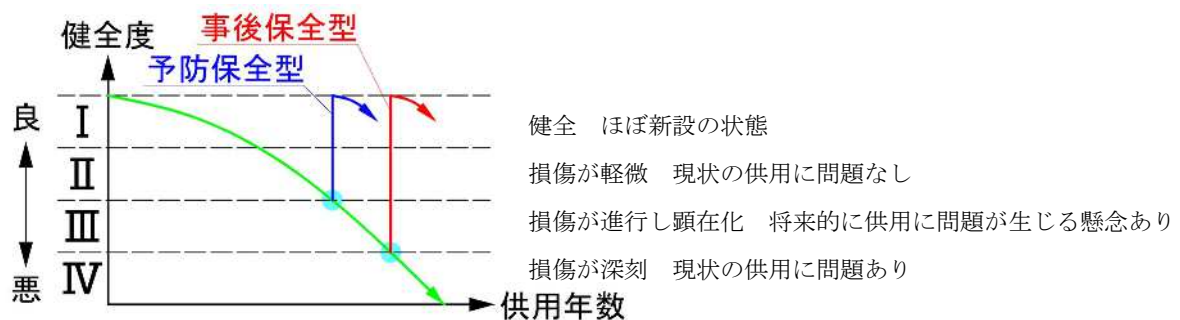 健全度
事後保全型
予防保全型
良
悪
Ⅰ
Ⅱ
Ⅲ
Ⅳ
供用年数
健全　ほぼ新設の状態
損傷が軽微　現状の供用に問題なし
損傷が進行し顕在化　将来的に供用に問題が生じる懸念あり
損傷が深刻　現状の供用に問題あり